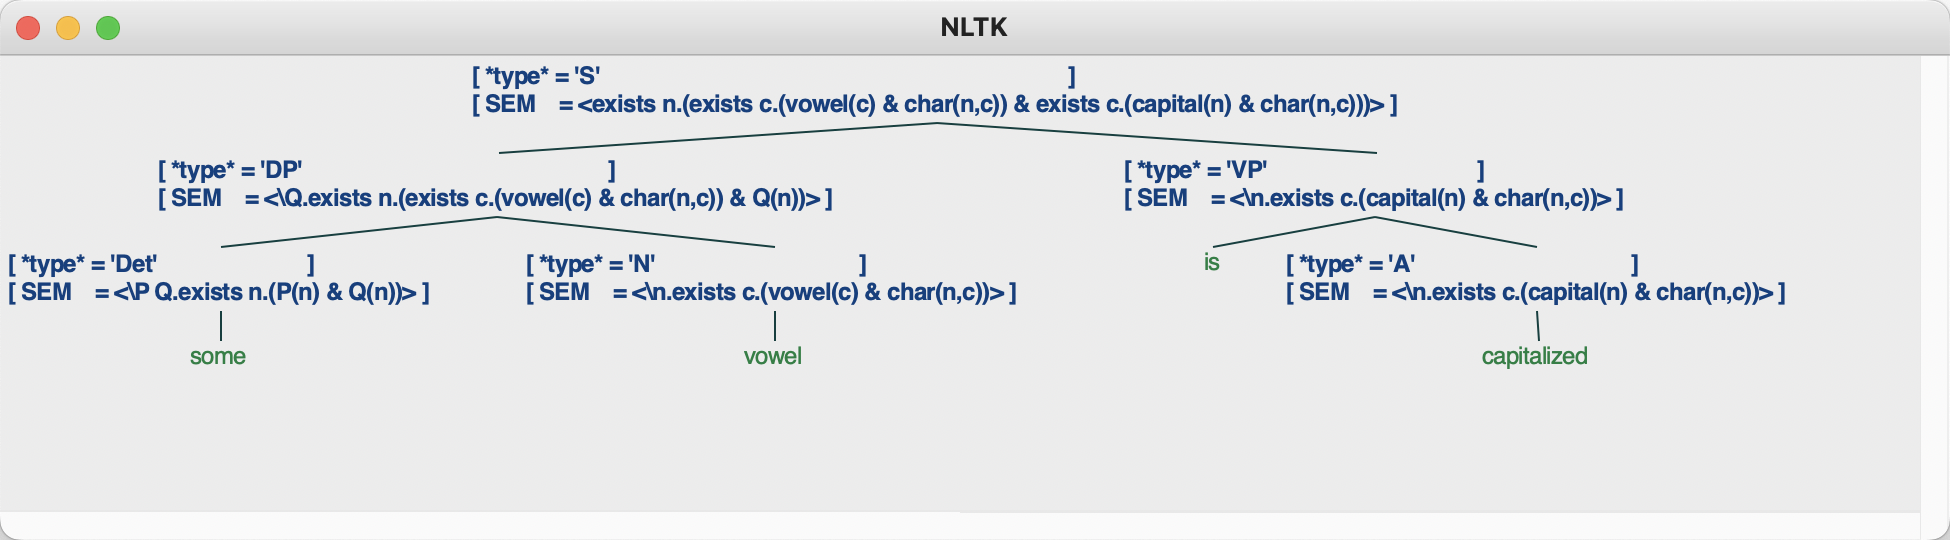 NLTK
[ *type* = 'S' ]
[ SEM = <exists n.(exists c.(vowel(c) & char(n,c)) & exists c.(capital(n) & char(n,c)))> ]
[ *type* = 'DP' ]
[ SEM = <\Q.exists n.(exists c.(vowel(c) & char(n,c)) & Q(n))> ]
[ *type* = 'VP' ]
[ SEM = <\n.exists c.(capital(n) & char(n,c))> ]
[ *type* = 'Det' ]
[ SEM = <\P Q.exists n.(P(n) & Q(n))> ]
[ *type* = 'N' ]
[ SEM = <\n.exists c.(vowel(c) & char(n,c))> ]
is
[ *type* = 'A' ]
[ SEM = <\n.exists c.(capital(n) & char(n,c))> ]
some
vowel
capitalized